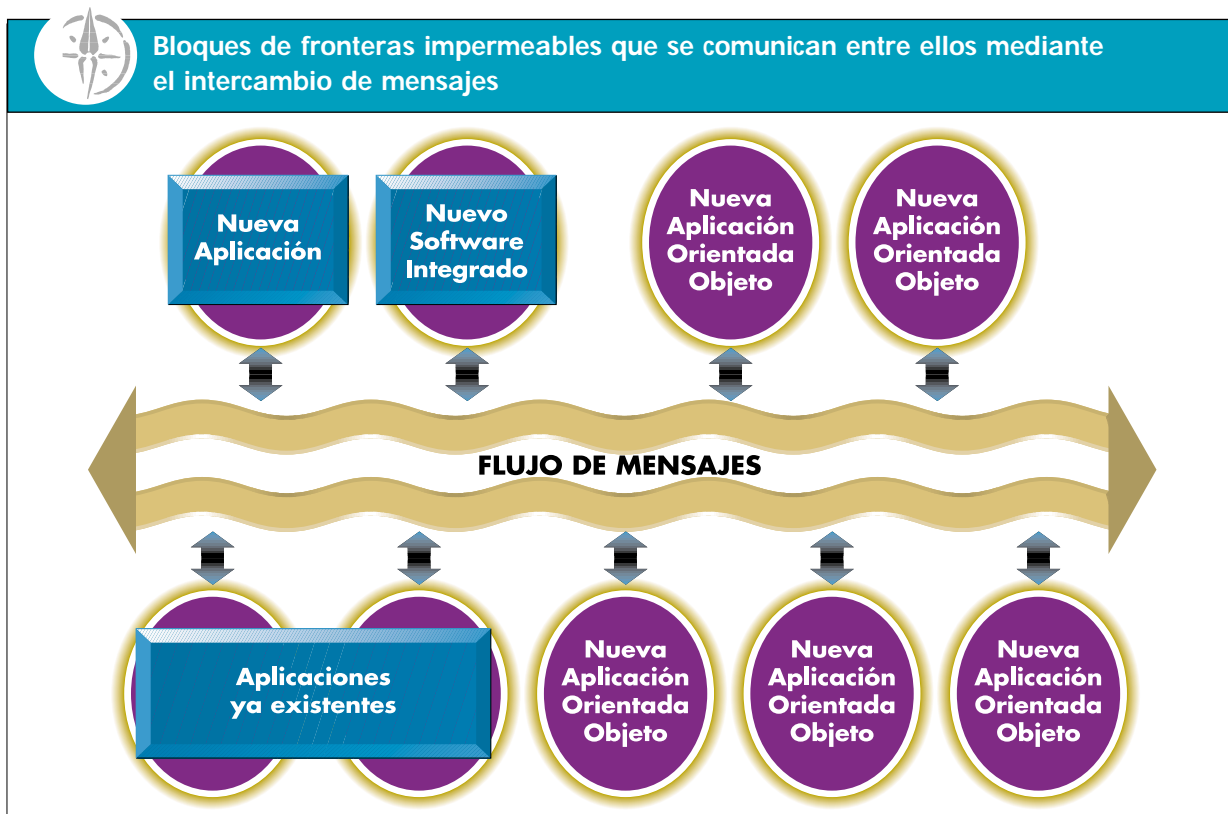 Bloques de fronteras impermeables que se comunican entre ellos mediante
el intercambio de mensajes
Nueva
Aplicación
Nuevo
Software
Integrado
Nueva
Aplicación
Orientada
Objeto
Nueva
Aplicación
Orientada
Objeto
FLUJO DE MENSAJES
Aplicaciones
ya existentes
Nueva
Aplicación
Orientada
Objeto
Nueva
Aplicación
Orientada
Objeto
Nueva
Aplicación
Orientada
Objeto